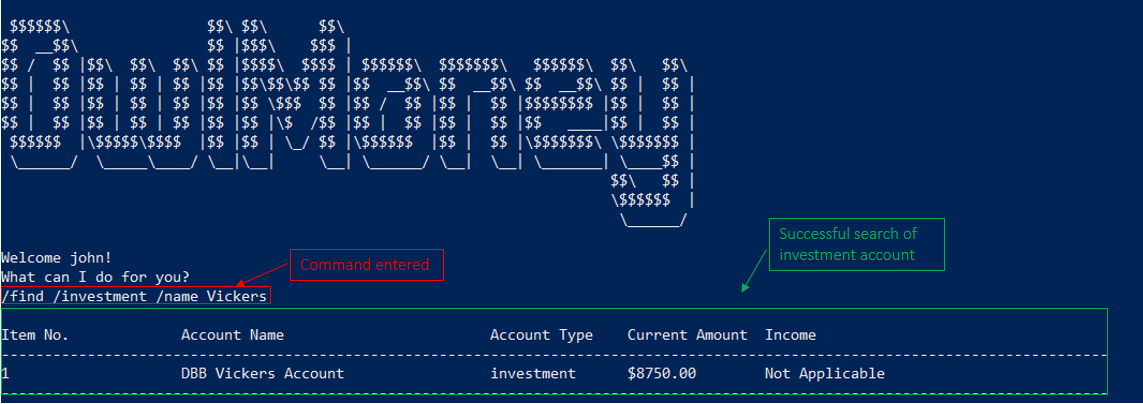 $$$$$$\                $$\ $$\      $$\
$$  __$$\               $$ |$$$\    $$$ |
$$ /  $$ |$$\  $$\  $$\ $$ |$$$$\  $$$$ | $$$$$$\  $$$$$$$\   $$$$$$\  $$\   $$\
$$ |  $$ |$$ | $$ | $$ |$$ |$$\$$\$$ $$ |$$  __$$\ $$  __$$\ $$  __$$\ $$ |  $$ |
$$ |  $$ |$$ | $$ | $$ |$$ |$$ \$$$  $$ |$$ /  $$ |$$ |  $$ |$$$$$$$$ |$$ |  $$ |
$$ |  $$ |$$ | $$ | $$ |$$ |$$ |\$  /$$ |$$ |  $$ |$$ |  $$ |$$   ____|$$ |  $$ |
 $$$$$$  |\$$$$$\$$$$  |$$ |$$ | \_/ $$ |\$$$$$$  |$$ |  $$ |\$$$$$$$\ \$$$$$$$ |
 \______/  \_____\____/ \__|\__|     \__| \______/ \__|  \__| \_______| \____$$ |
                                                                       $$\   $$ |
                                                                       \$$$$$$  |
                                                                        \______/
Successful search of
investment account
Welcome john!
Command entered
What can I do for you?
/find /investment /name Vickers
Item No.             Account Name                        Account Type    Current Amount  Income
1                    DBB Vickers Account                 investment      $8750.00        Not Applicable